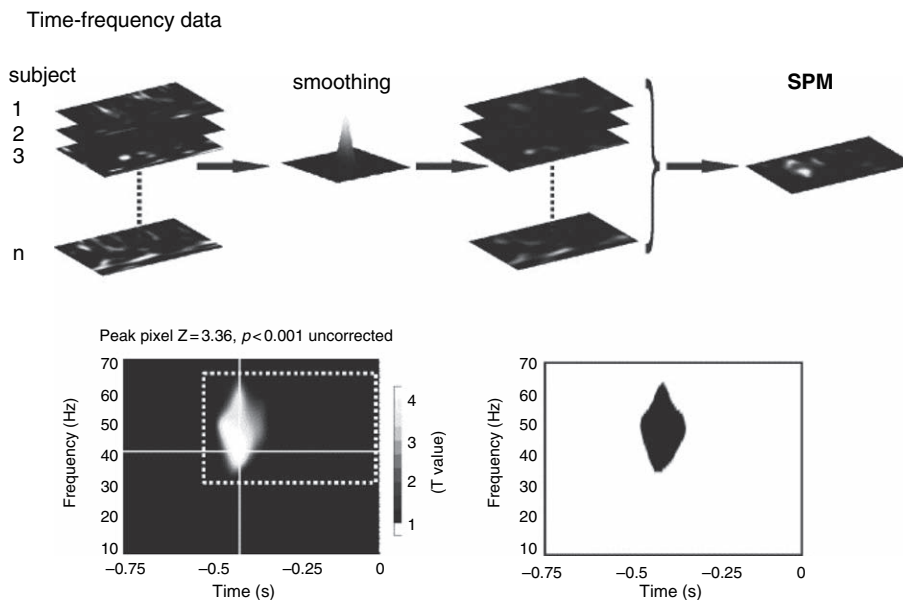 Time-frequency data
subject
smoothing
SPM
1
2
3
n
Peak pixel Z=3.36, p<0.001 uncorrected
70
60
50
40
30
20
10
Frequency (Hz)
–0.75
–0.5
–0.25
0
Time (s)
4
3
2
1
(T value)
70
60
50
40
30
20
10
Frequency (Hz)
–0.75
–0.5
–0.25
0
Time (s)